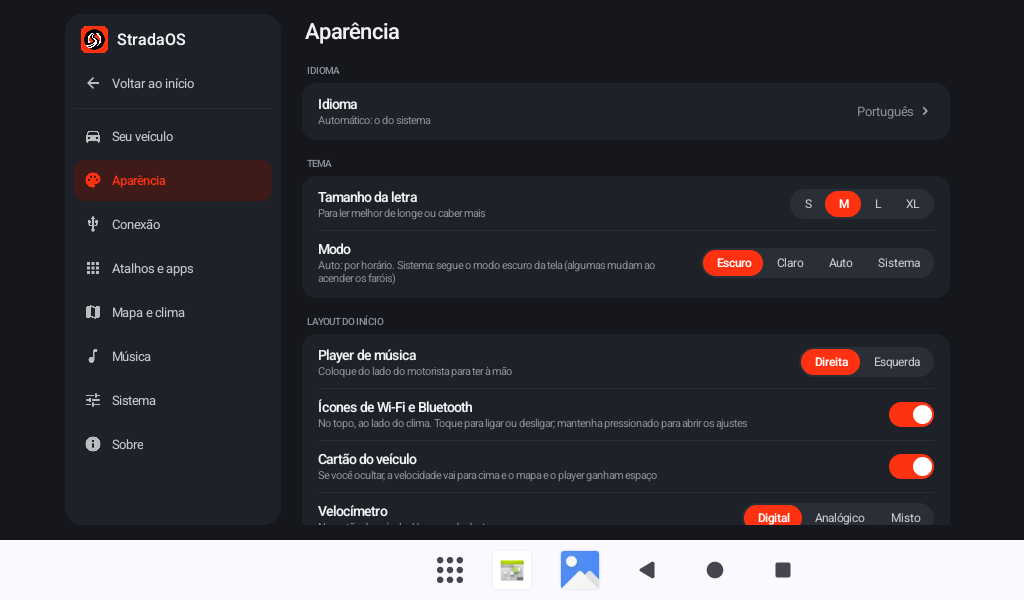 StradaOS
Voltar ao início
Seu veículo
Aparência
Conexão
Atalhos e apps
Mapa e clima
Música
Sistema
Sobre
Aparência
IDIOMA
Idioma
Automático: o do sistema
Português
TEMA
Tamanho da letra
Para ler melhor de longe ou caber mais
S M L XL
Modo
Auto: por horário. Sistema: segue o modo escuro da tela (algumas mudam ao
acender os faróis)
Escuro Claro Auto Sistema
LAYOUT DO INÍCIO
Player de música
Coloque do lado do motorista para ter à mão
Direita Esquerda
Ícones de Wi-Fi e Bluetooth
No topo, ao lado do clima. Toque para ligar ou desligar; mantenha pressionado para abrir os ajustes
Cartão do veículo
Se você ocultar, a velocidade vai para cima e o mapa e o player ganham espaço
Velocímetro
Digital Analógico Misto